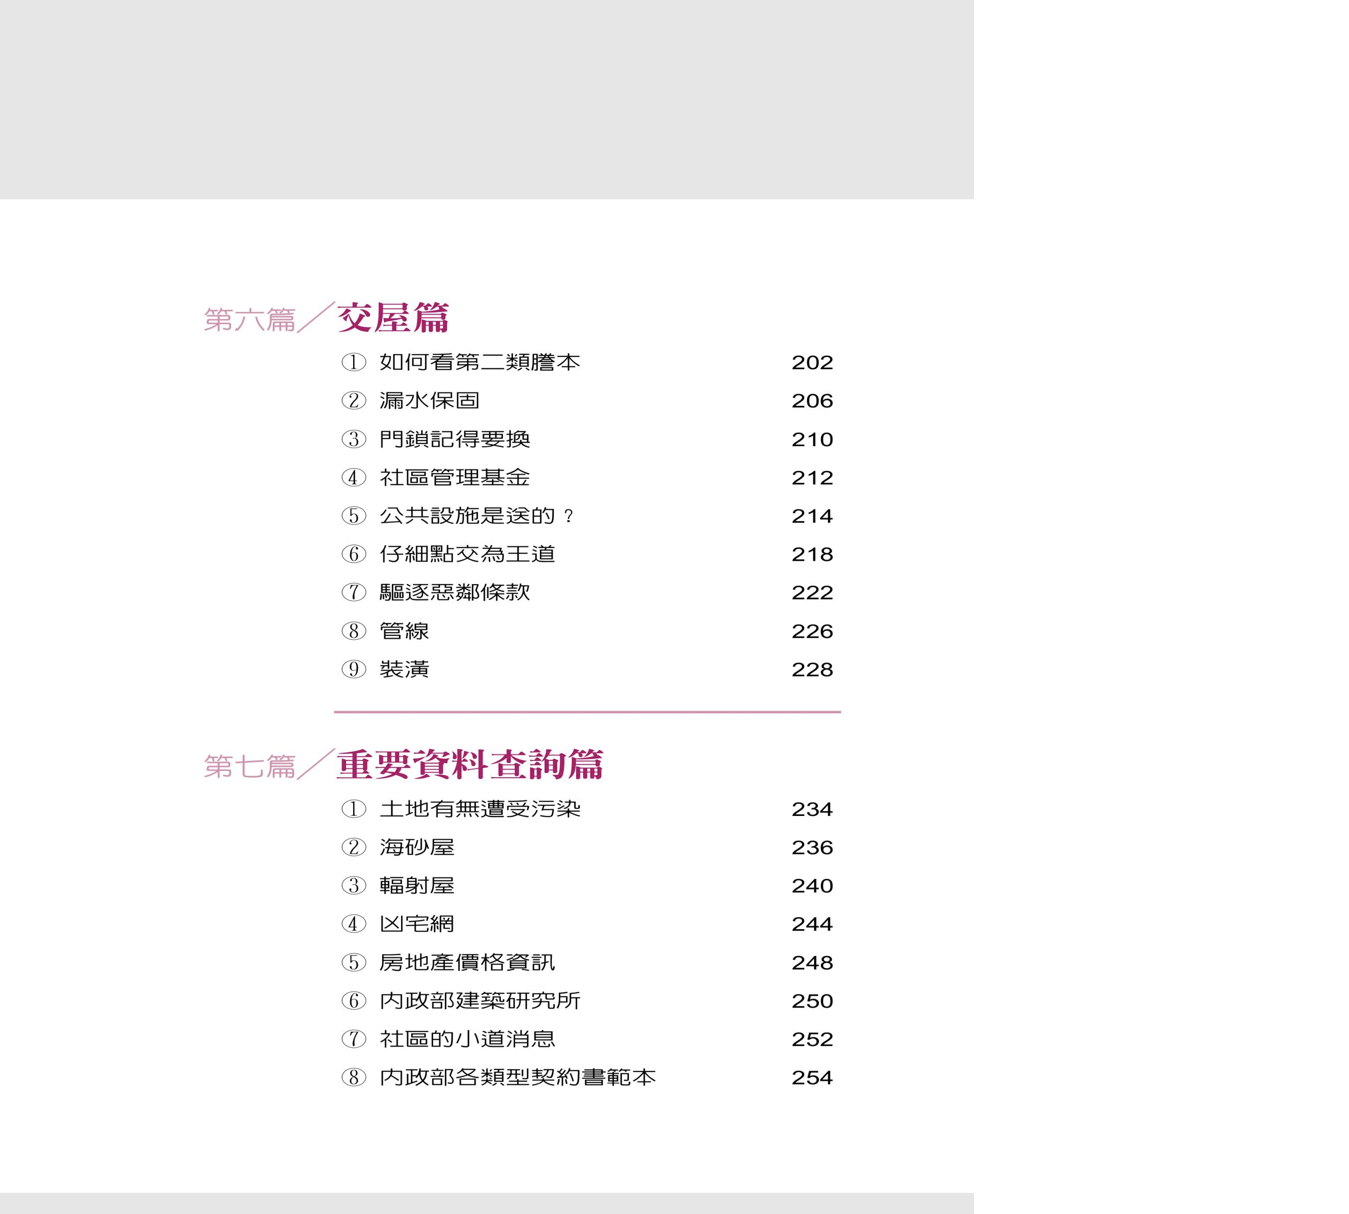 第六篇／交屋篇
① 如何看第二類謄本 202
② 漏水保固 206
③ 門鎖記得要換 210
④ 社區管理基金 212
⑤ 公共設施是送的？ 214
⑥ 仔細點交為王道 218
⑦ 驅逐惡鄰條款 222
⑧ 管線 226
⑨ 裝潢 228
第七篇／重要資料查詢篇
① 土地有無遭受污染 234
② 海砂屋 236
③ 輻射屋 240
④ 凶宅網 244
⑤ 房地產價格資訊 248
⑥ 內政部建築研究所 250
⑦ 社區的小道消息 252
⑧ 內政部各類型契約書範本 254